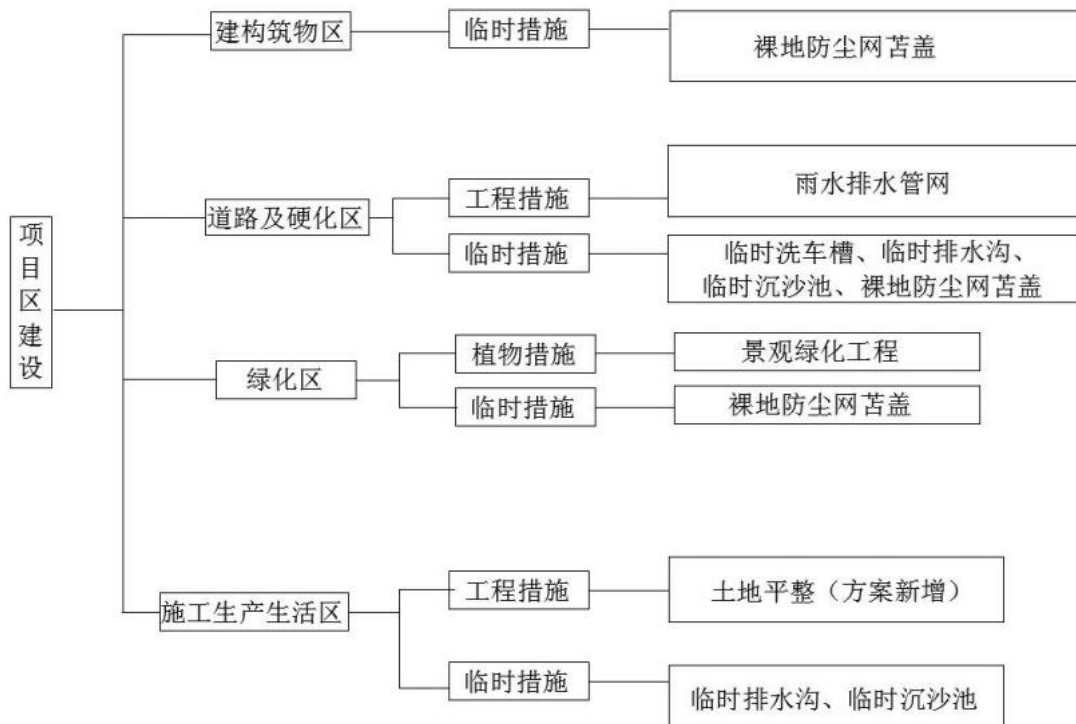 项目区建设
建构筑物区
临时措施
裸地防尘网苫盖
道路及硬化区
工程措施
雨水排水管网
临时措施
临时洗车槽、临时排水沟、
临时沉沙池、裸地防尘网苫盖
绿化区
植物措施
景观绿化工程
临时措施
裸地防尘网苫盖
施工生产生活区
工程措施
土地平整（方案新增）
临时措施
临时排水沟、临时沉沙池